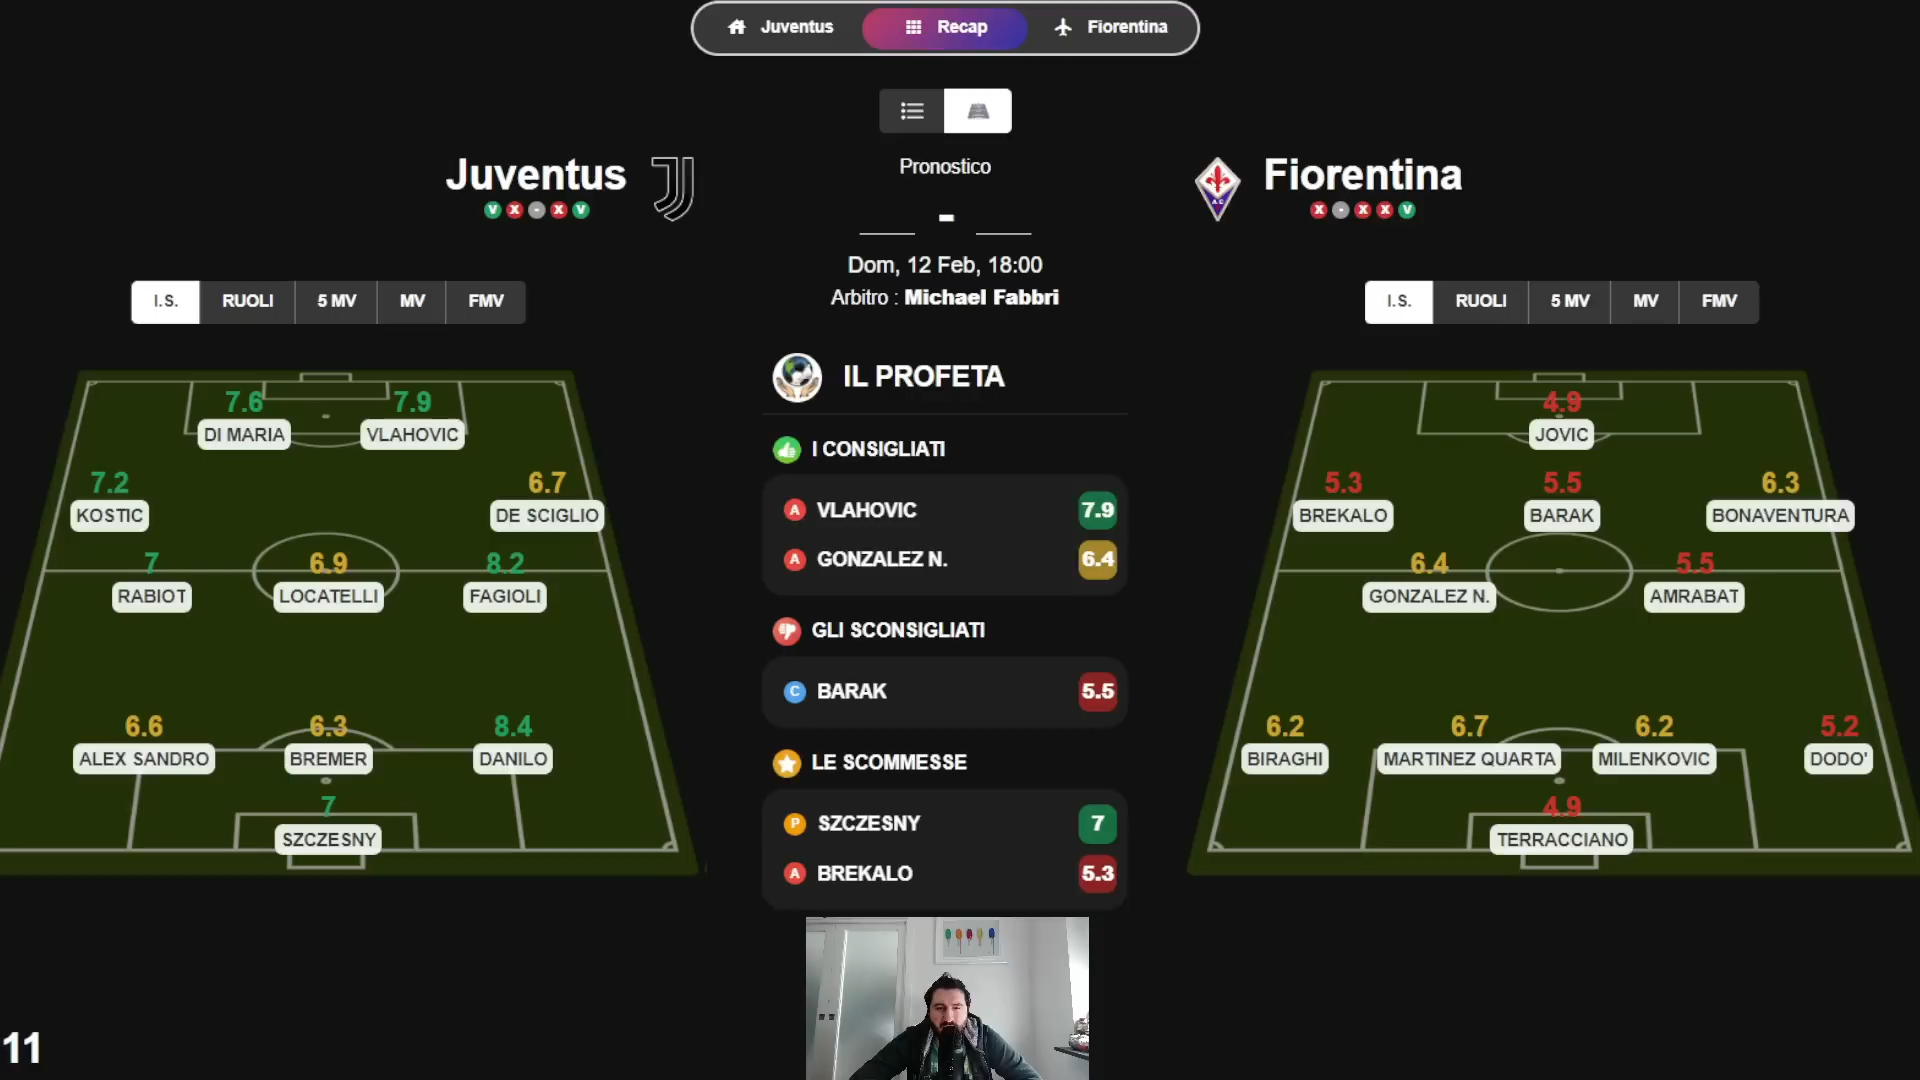 Juventus
Recap
Fiorentina
Pronostico
Juventus
V X - X V
-
Fiorentina
X - X X V
Dom, 12 Feb, 18:00
Arbitro : Michael Fabbri
I.S. RUOLI 5 MV MV FMV
I.S. RUOLI 5 MV MV FMV
7.6 7.9
DI MARIA VLAHOVIC
7.2 6.7
KOSTIC DE SCIGLIO
7 6.9 8.2
RABIOT LOCATELLI FAGIOLI
6.6 6.3 8.4
ALEX SANDRO BREMER DANILO
7
SZCZESNY
IL PROFETA
I CONSIGLIATI
A VLAHOVIC 7.9
A GONZALEZ N. 6.4
GLI SCONSIGLIATI
C BARAK 5.5
LE SCOMMESSE
P SZCZESNY 7
A BREKALO 5.3
4.9
JOVIC
5.3 5.5 6.3
BREKALO BARAK BONAVENTURA
6.4 5.5
GONZALEZ N. AMRABAT
6.2 6.7 6.2 5.2
BIRAGHI MARTINEZ QUARTA MILENKOVIC DODO'
4.9
TERRACCIANO
11